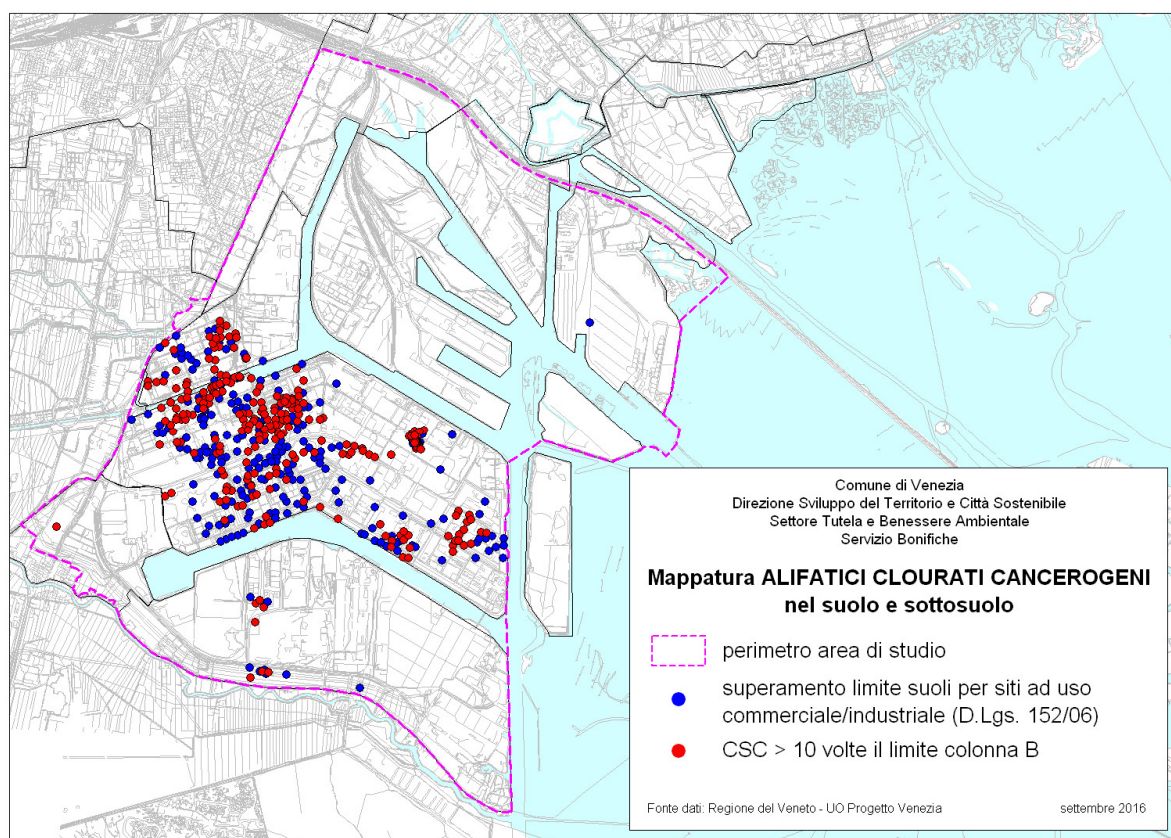 Comune di Venezia
Direzione Sviluppo del Territorio e Città Sostenibile
Settore Tutela e Benessere Ambientale
Servizio Bonifiche
Mappatura ALIFATICI CLOURATI CANCEROGENI
nel suolo e sottosuolo
perimetro area di studio
superamento limite suoli per siti ad uso
commerciale/industriale (D.Lgs. 152/06)
CSC > 10 volte il limite colonna B
Fonte dati: Regione del Veneto - UO Progetto Venezia settembre 2016